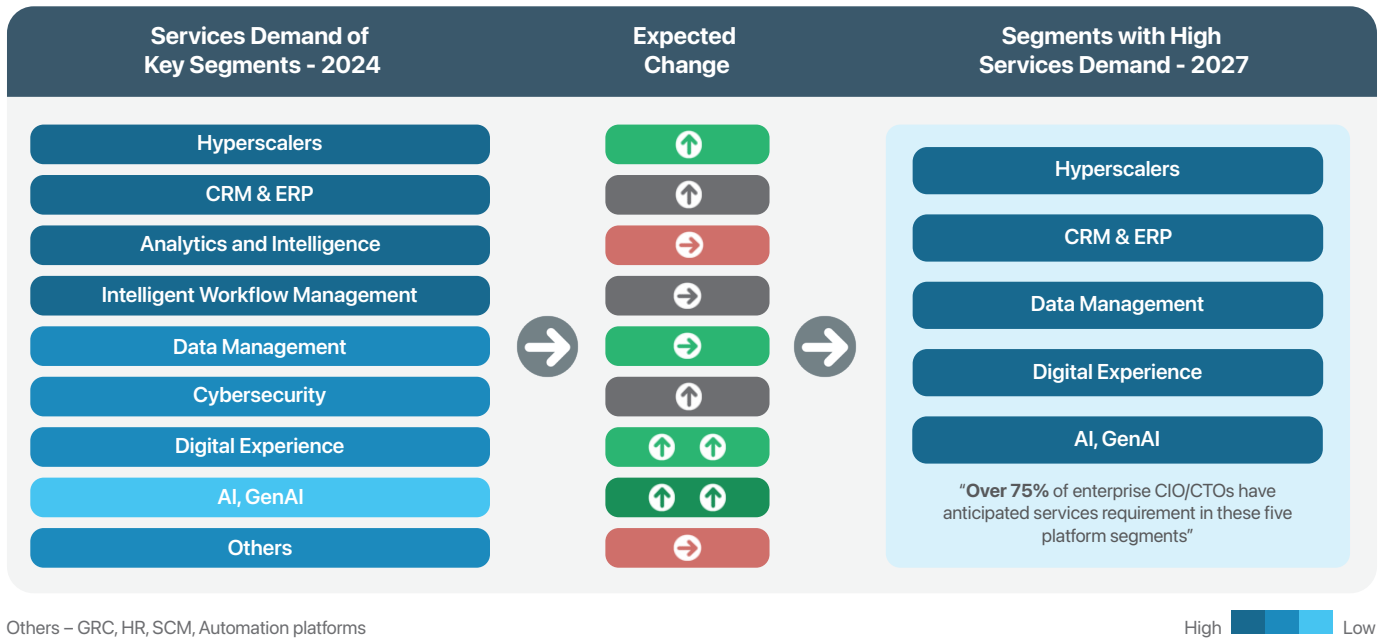 Services Demand of
Key Segments - 2024
Expected
Change
Segments with High
Services Demand - 2027
Hyperscalers
CRM & ERP
Analytics and Intelligence
Intelligent Workflow Management
Data Management
Cybersecurity
Digital Experience
AI, GenAI
Others
Hyperscalers
CRM & ERP
Data Management
Digital Experience
AI, GenAI
“Over 75% of enterprise CIO/CTOs have
anticipated services requirement in these five
platform segments”
Others – GRC, HR, SCM, Automation platforms
High
Low